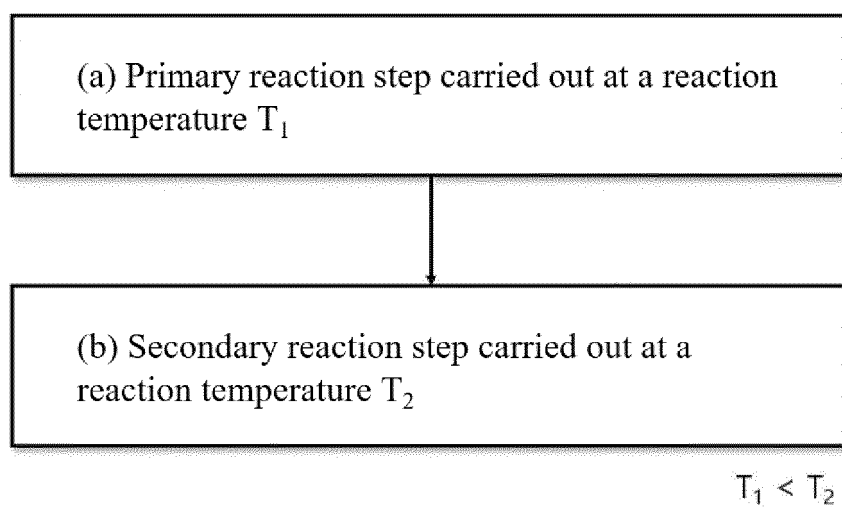 (a) Primary reaction step carried out at a reaction
temperature T₁
(b) Secondary reaction step carried out at a
reaction temperature T₂
T₁ < T₂